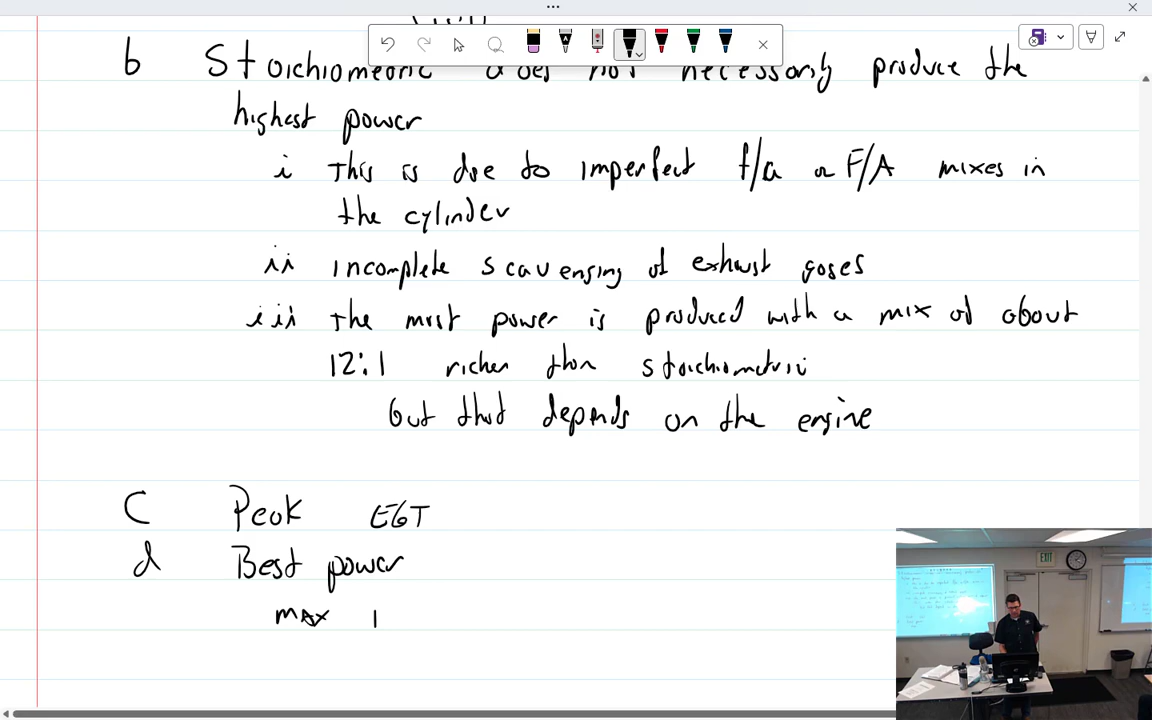 b Stoichiometric does not necessarily produce the
highest power
i This is due to imperfect f/a or F/A mixes in
the cylinder
ii incomplete scavenging of exhaust gases
iii the most power is produced with a mix of about
12:1 richer than stoichiometric
but that depends on the engine
C Peak EGT
d Best power
MAX
EXIT